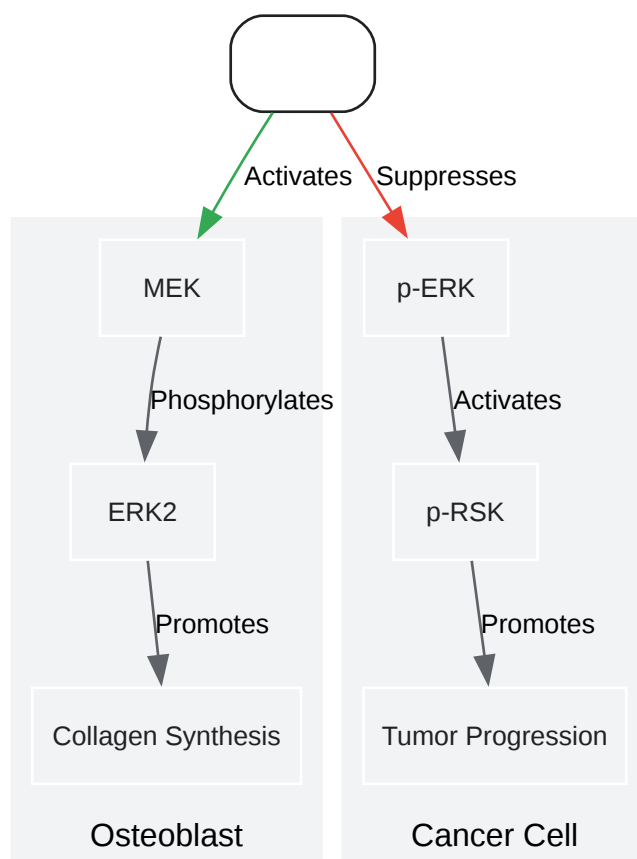 Activates
Suppresses
MEK
p-ERK
Phosphorylates
Activates
ERK2
p-RSK
Promotes
Promotes
Collagen Synthesis
Tumor Progression
Osteoblast
Cancer Cell